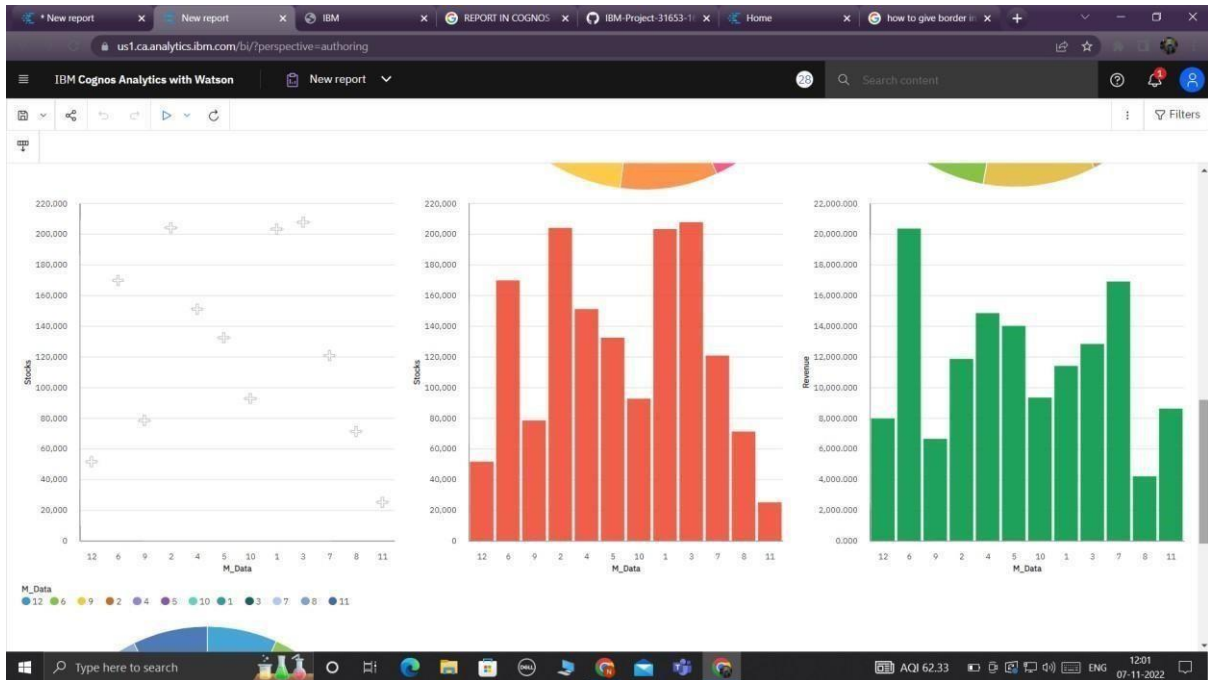 * New report
New report
IBM
REPORT IN COGNOS
IBM-Project-31653-1
Home
how to give border in
us1.ca.analytics.ibm.com/bi/?perspective=authoring
IBM Cognos Analytics with Watson
New report
28
Search content
1
Filters
220,000
200,000
180,000
160,000
140,000
120,000
100,000
80,000
60,000
40,000
20,000
0
Stocks
12 6 9 2 4 5 10 1 3 7 8 11
M_Data
220,000
200,000
180,000
160,000
140,000
120,000
100,000
80,000
60,000
40,000
20,000
0
Stocks
12 6 9 2 4 5 10 1 3 7 8 11
M_Data
22,000.000
20,000.000
18,000.000
16,000.000
14,000.000
12,000.000
10,000.000
8,000.000
6,000.000
4,000.000
2,000.000
0.000
Revenue
12 6 9 2 4 5 10 1 3 7 8 11
M_Data
M_Data
12 6 9 2 4 5 10 1 3 7 8 11
Type here to search
DELL
AQI 62.33
ENG
12:01
07-11-2022